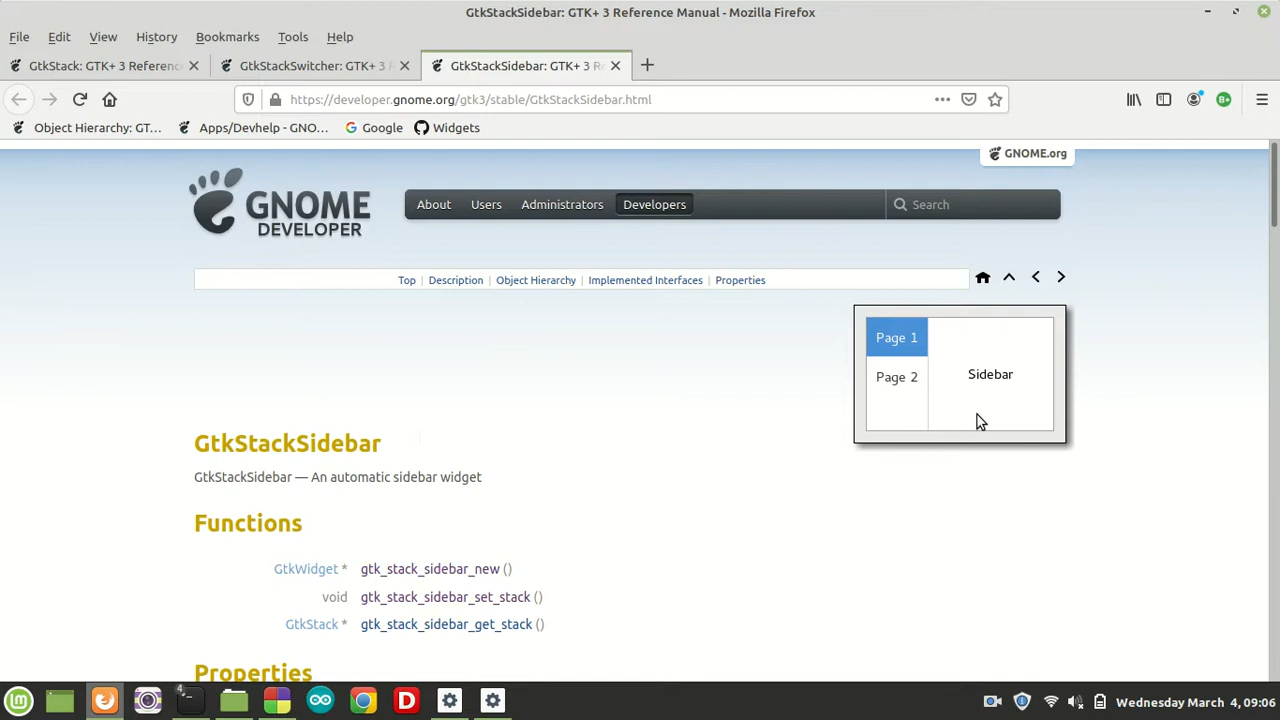 GtkStackSidebar: GTK+ 3 Reference Manual - Mozilla Firefox
File Edit View History Bookmarks Tools Help
GtkStack: GTK+ 3 Reference GtkStackSwitcher: GTK+ 3 R GtkStackSidebar: GTK+ 3 Re
https://developer.gnome.org/gtk3/stable/GtkStackSidebar.html
B+
Object Hierarchy: GT... Apps/Devhelp - GNO... Google Widgets
GNOME.org
GNOME
DEVELOPER
About Users Administrators Developers Search
Top | Description | Object Hierarchy | Implemented Interfaces | Properties
Page 1
Sidebar
Page 2
GtkStackSidebar
GtkStackSidebar — An automatic sidebar widget
Functions
GtkWidget * gtk_stack_sidebar_new ()
void gtk_stack_sidebar_set_stack ()
GtkStack * gtk_stack_sidebar_get_stack ()
Properties
4
D
Wednesday March 4, 09:06